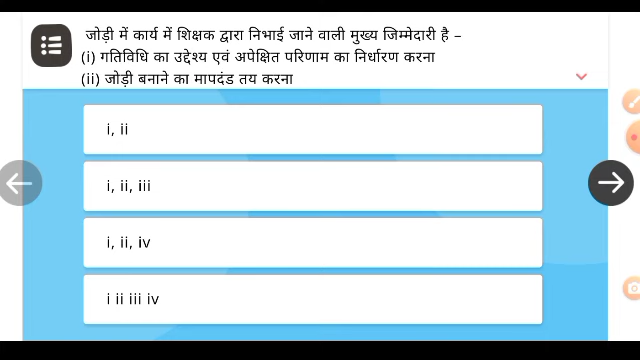 जोड़ी में कार्य में शिक्षक द्वारा निभाई जाने वाली मुख्य जिम्मेदारी है –
(i) गतिविधि का उद्देश्य एवं अपेक्षित परिणाम का निर्धारण करना
(ii) जोड़ी बनाने का मापदंड तय करना
i, ii
i, ii, iii
i, ii, iv
i ii iii iv